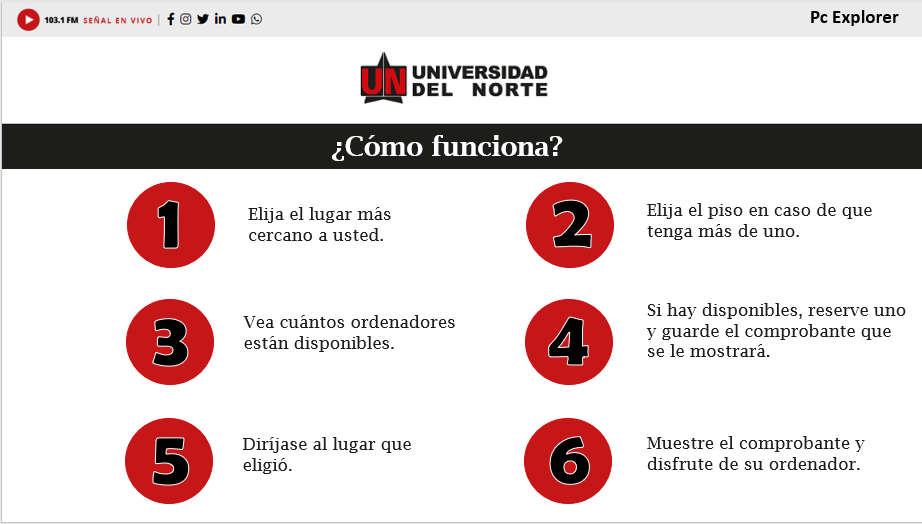 103.1 FM SEÑAL EN VIVO
Pc Explorer
UN UNIVERSIDAD
DEL NORTE
¿Cómo funciona?
1
Elija el lugar más
cercano a usted.
2
Elija el piso en caso de que
tenga más de uno.
3
Vea cuántos ordenadores
están disponibles.
4
Si hay disponibles, reserve uno
y guarde el comprobante que
se le mostrará.
5
Diríjase al lugar que
eligió.
6
Muestre el comprobante y
disfrute de su ordenador.